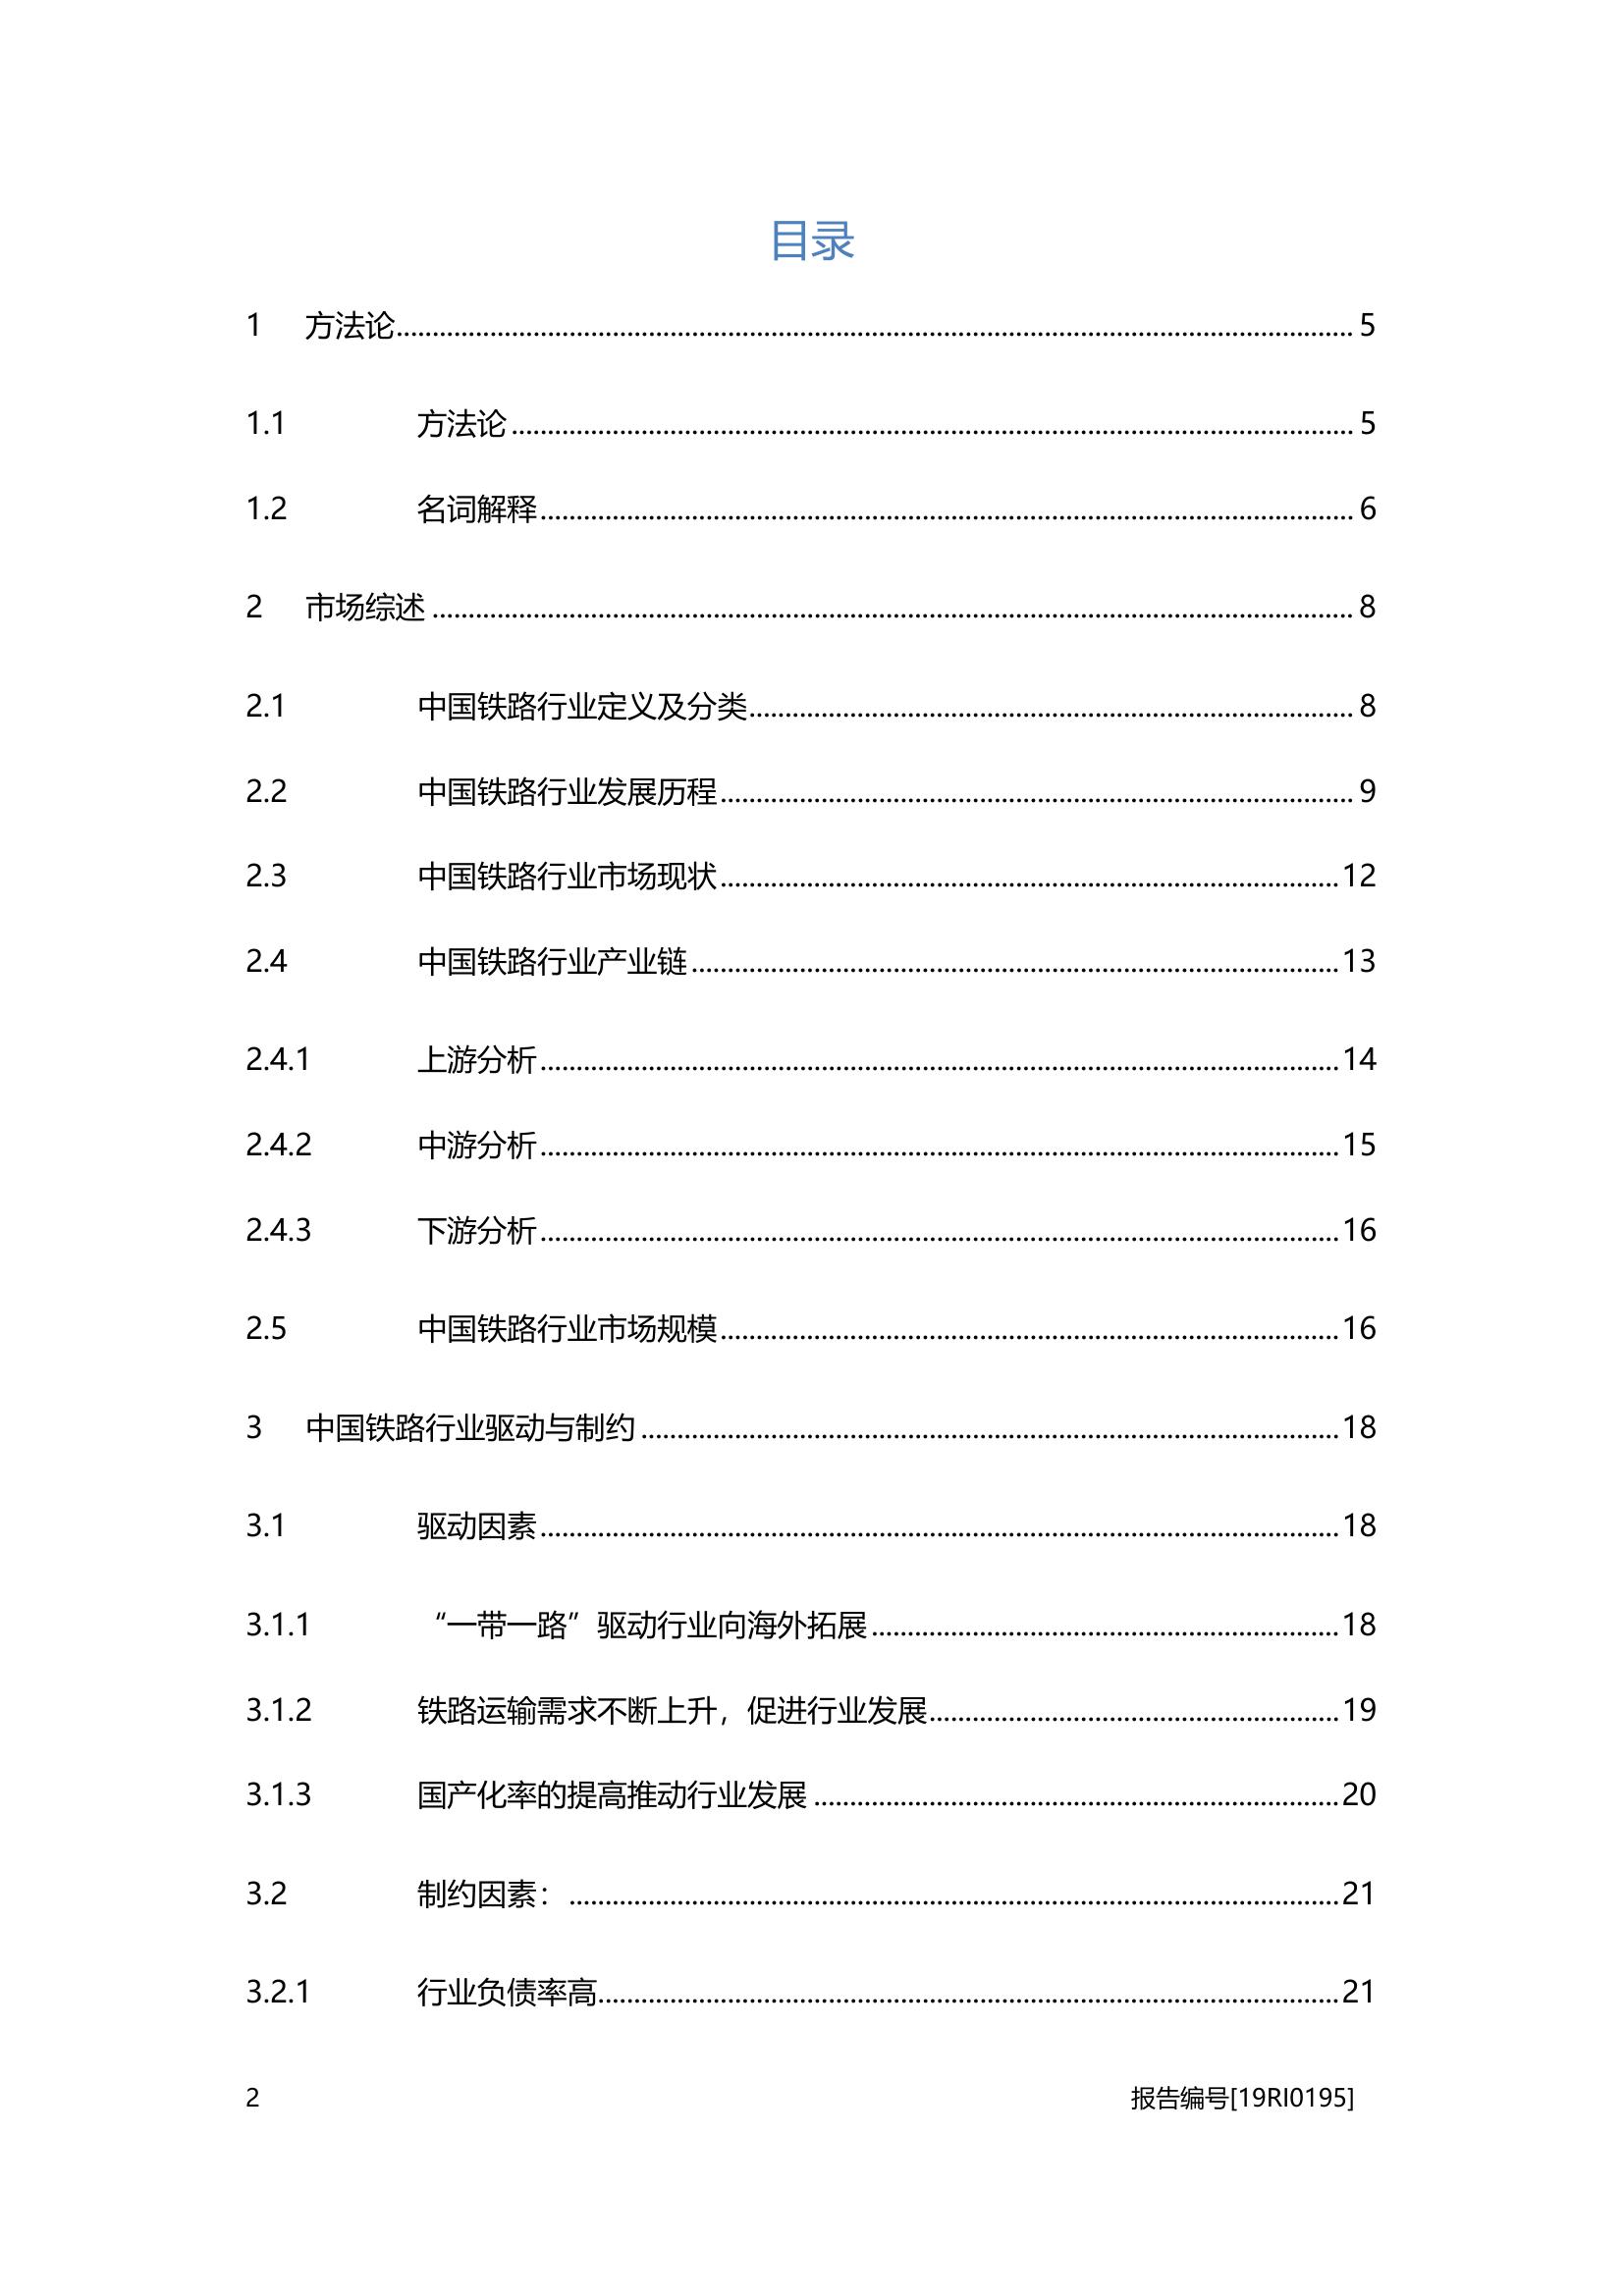 目录
1 方法论 5
1.1 方法论 5
1.2 名词解释 6
2 市场综述 8
2.1 中国铁路行业定义及分类 8
2.2 中国铁路行业发展历程 9
2.3 中国铁路行业市场现状 12
2.4 中国铁路行业产业链 13
2.4.1 上游分析 14
2.4.2 中游分析 15
2.4.3 下游分析 16
2.5 中国铁路行业市场规模 16
3 中国铁路行业驱动与制约 18
3.1 驱动因素 18
3.1.1 “一带一路”驱动行业向海外拓展 18
3.1.2 铁路运输需求不断上升，促进行业发展 19
3.1.3 国产化率的提高推动行业发展 20
3.2 制约因素： 21
3.2.1 行业负债率高 21
2 报告编号[19RI0195]